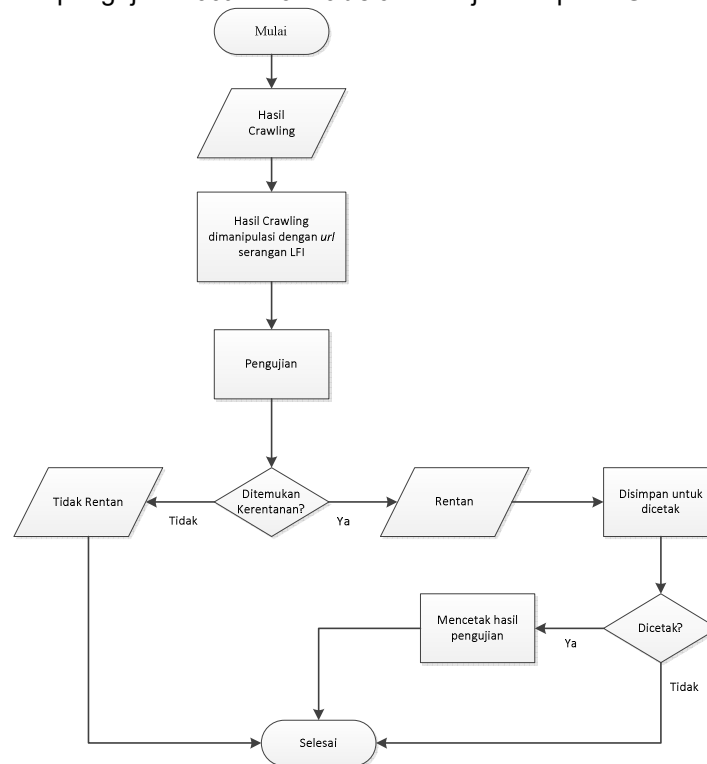 Mulai
Hasil
Crawling
Hasil Crawling
dimanipulasi dengan url
serangan LFI
Pengujian
Tidak Rentan
Ditemukan
Kerentanan?
Rentan
Disimpan untuk
dicetak
Tidak
Ya
Mencetak hasil
pengujian
Dicetak?
Ya
Tidak
Selesai